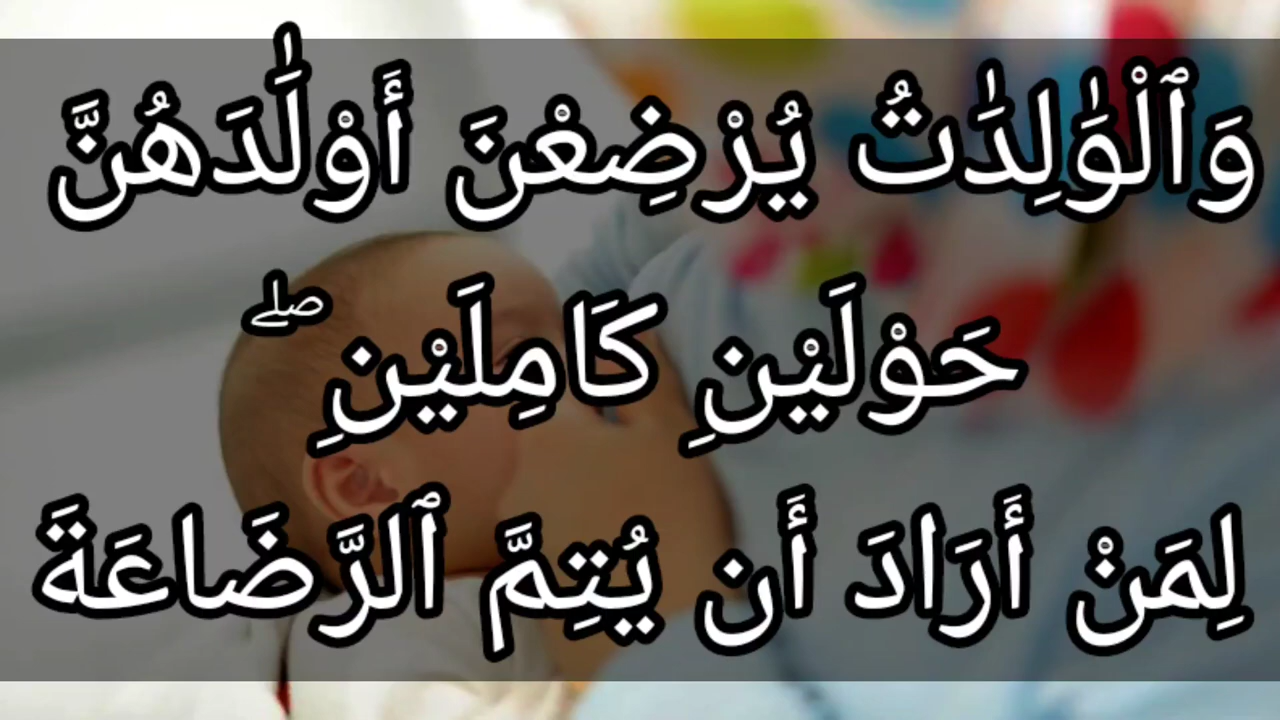 وَٱلْوَٰلِدَٰتُ يُرْضِعْنَ أَوْلَٰدَهُنَّ
حَوْلَيْنِ كَامِلَيْنِ ۖ
لِمَنْ أَرَادَ أَن يُتِمَّ ٱلرَّضَاعَةَ